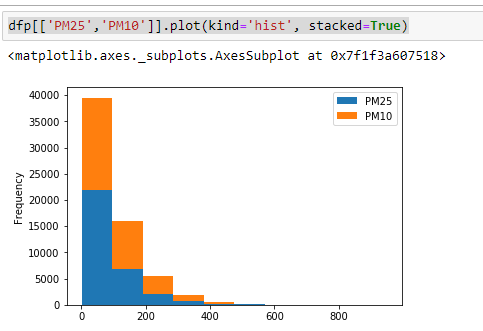 dfp[['PM25','PM10']].plot(kind='hist', stacked=True)
<matplotlib.axes._subplots.AxesSubplot at 0x7f1f3a607518>
PM25
PM10
40000
35000
30000
25000
20000
15000
10000
5000
0
Frequency
0 200 400 600 800